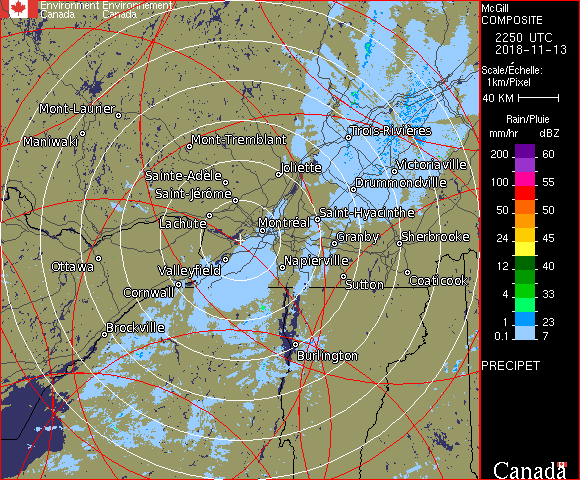 Environment Environnement
Canada Canada
McGill
COMPOSITE
2250 UTC
2018-11-13
Scale/Échelle:
1km/Pixel
40 KM
Rain/Pluie
mm/hr dBZ
200 60
55
100 55
50 50
24 45
12 40
4 33
1 23
0.1 7
PRECIPET
Canada
Mont-Laurier
Maniwaki
Mont-Tremblant
Trois-Rivières
Joliette
Victoriaville
Sainte-Adèle
Drummondville
Saint-Jérôme
Lachute
Saint-Hyacinthe
Montréal
Granby
Sherbrooke
Ottawa
Valleyfield
Napierville
Cornwall
Sutton
Coaticook
Brockville
Burlington